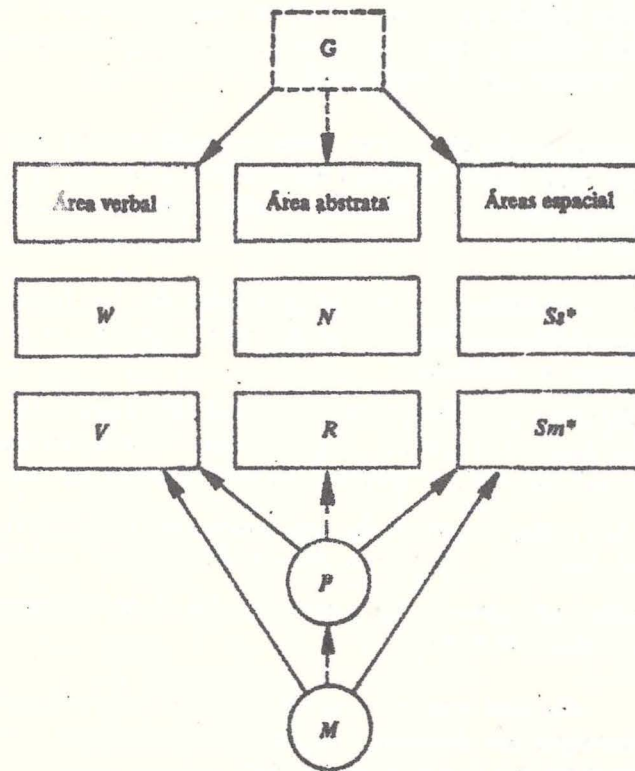 G
Área verbal Área abstrata Áreas espacial
W N Ss*
V R Sm*
P
M